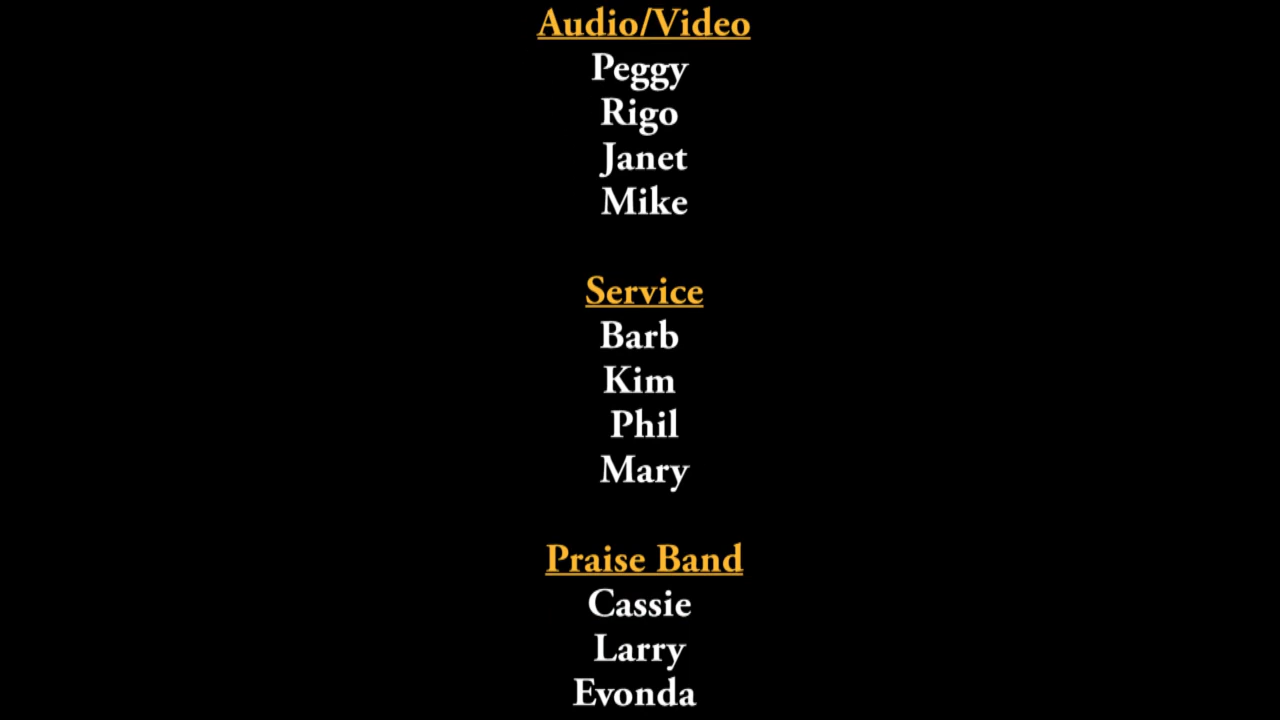 Audio/Video
Peggy
Rigo
Janet
Mike
Service
Barb
Kim
Phil
Mary
Praise Band
Cassie
Larry
Evonda